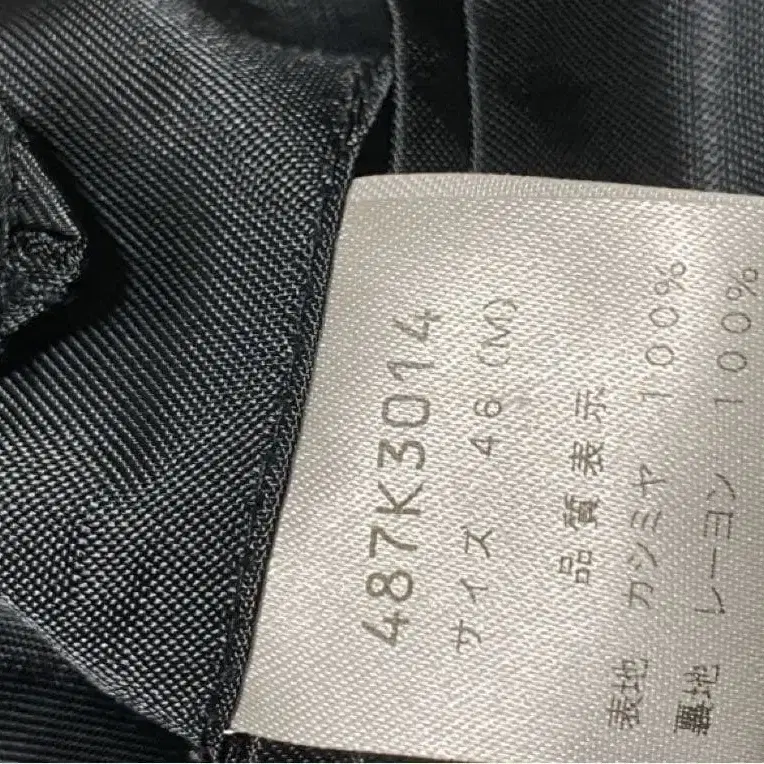 487K3014
サイズ 46(M)
品質表示
表地 カシミヤ 100%
裏地 レーヨン 100%